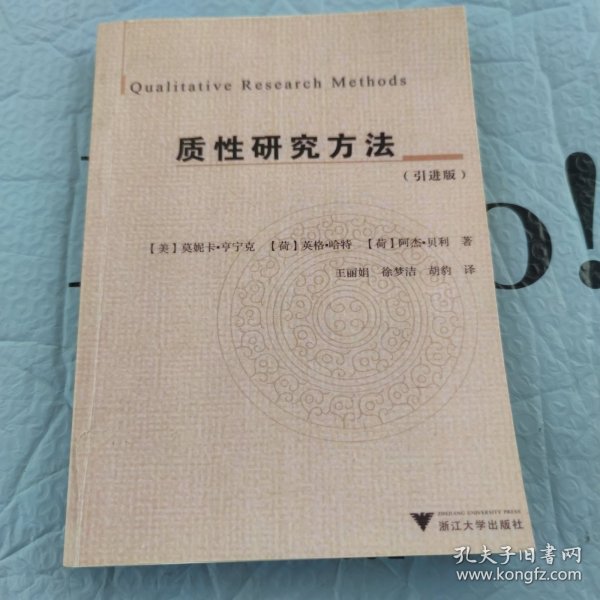 Qualitative Research Methods
质性研究方法
（引进版）
【美】莫妮卡·亨宁克 【荷】英格·哈特 【荷】阿杰·贝利 著
王丽娟 徐梦洁 胡豹 译
ZHEJIANG UNIVERSITY PRESS
浙江大学出版社
o!
孔夫子旧书网
www.kongfz.com